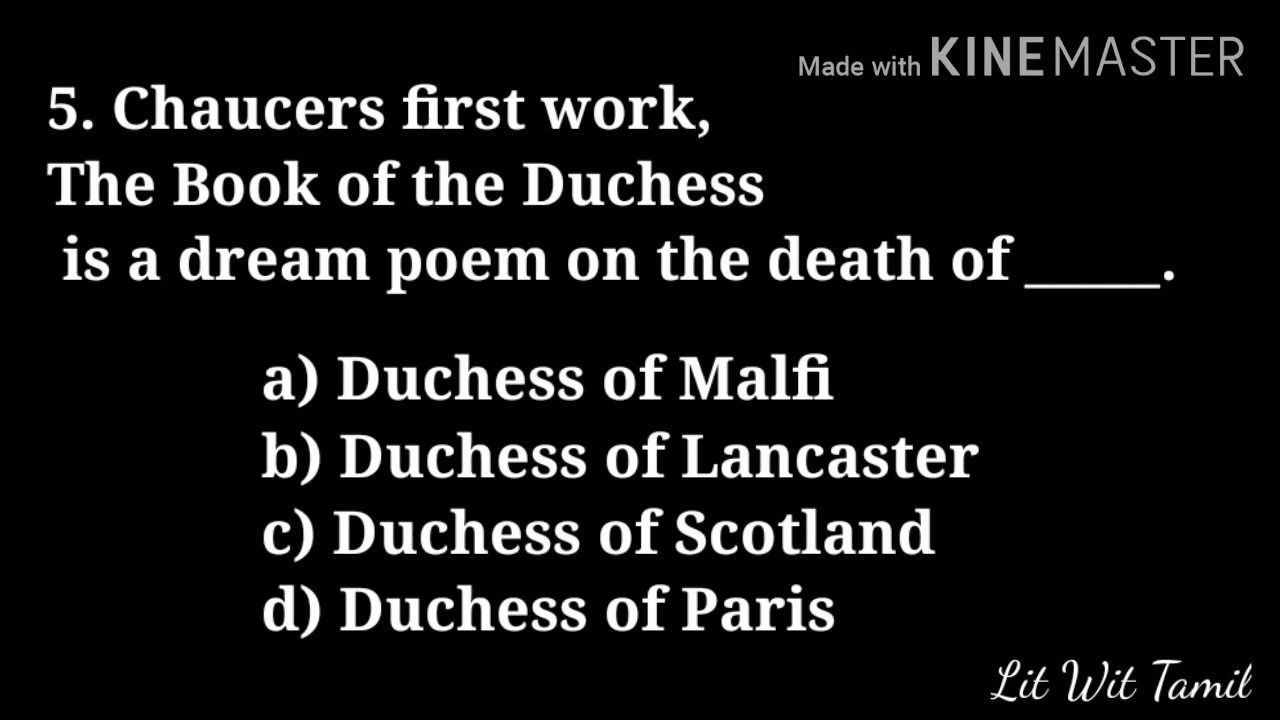 Made with KINEMASTER
5. Chaucers first work,
The Book of the Duchess
is a dream poem on the death of _____.
a) Duchess of Malfi
b) Duchess of Lancaster
c) Duchess of Scotland
d) Duchess of Paris
Lit Wit Tamil